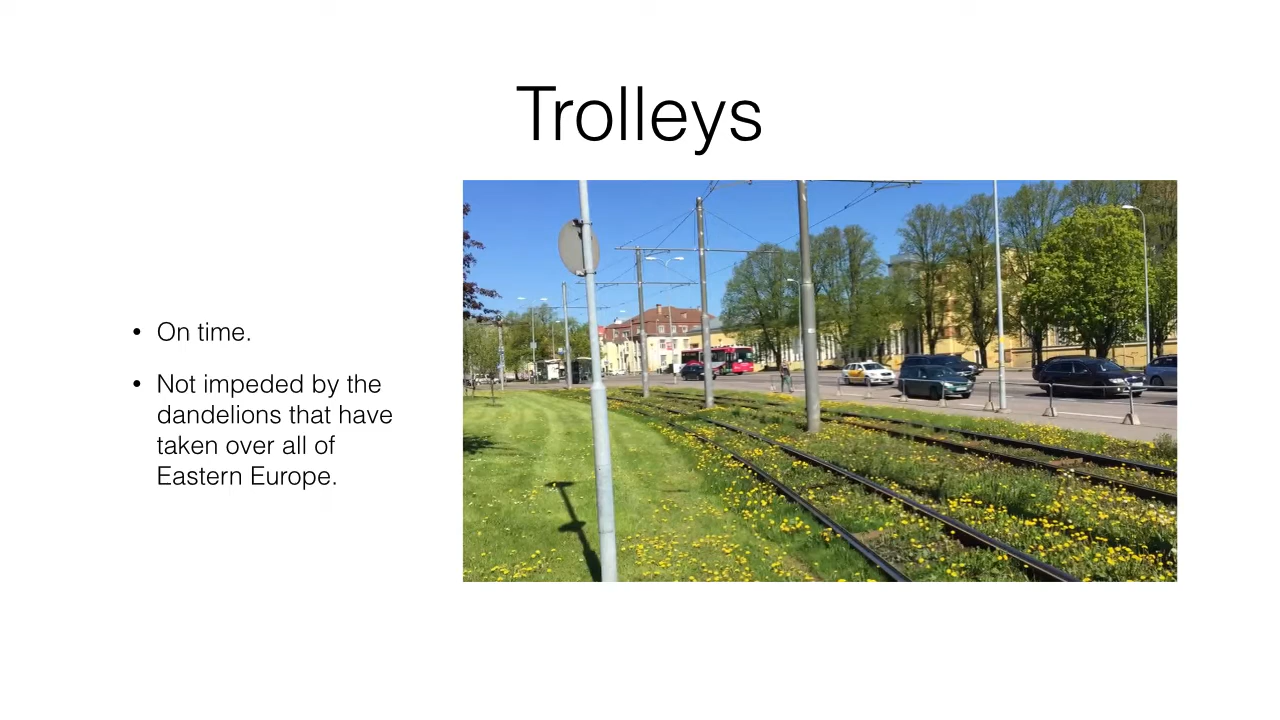 Trolleys
• On time.
• Not impeded by the
dandelions that have
taken over all of
Eastern Europe.